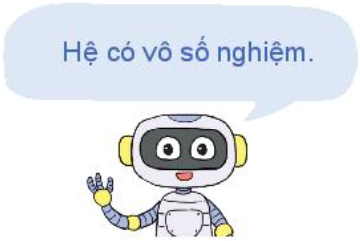 Hệ có vô số nghiệm.